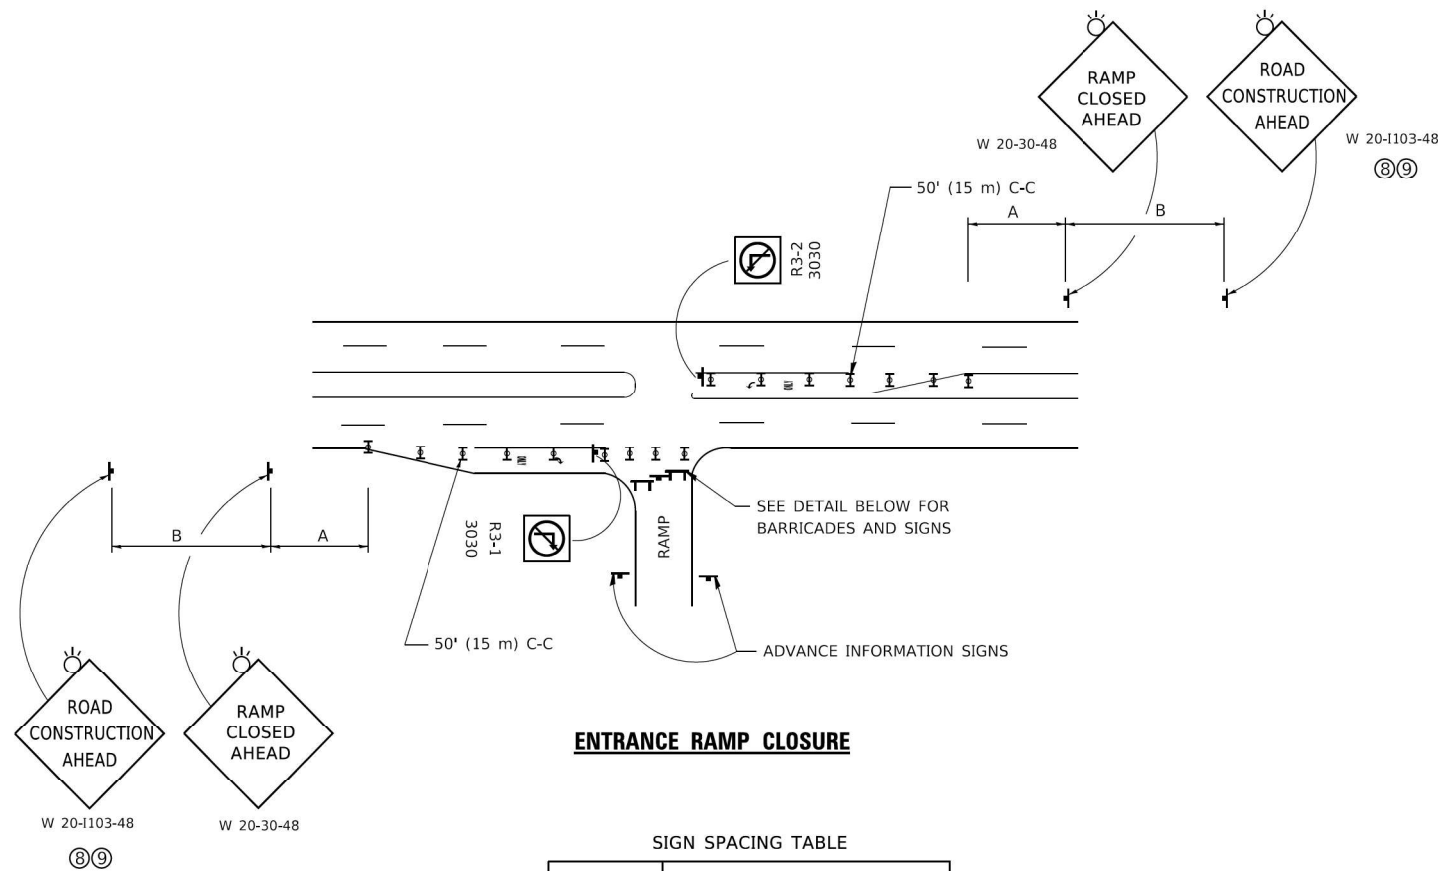 RAMP
CLOSED
AHEAD
W 20-30-48
ROAD
CONSTRUCTION
AHEAD
W 20-I103-48
⑧⑨
50' (15 m) C-C
A
B
R3-2
3030
B
A
R3-1
3030
RAMP
SEE DETAIL BELOW FOR
BARRICADES AND SIGNS
50' (15 m) C-C
ADVANCE INFORMATION SIGNS
ROAD
CONSTRUCTION
AHEAD
W 20-I103-48
⑧⑨
RAMP
CLOSED
AHEAD
W 20-30-48
ENTRANCE RAMP CLOSURE
SIGN SPACING TABLE